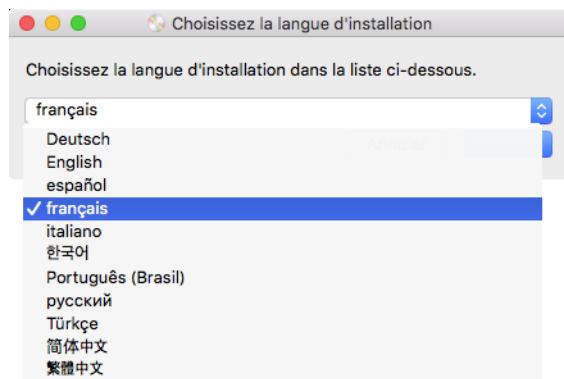 Choisissez la langue d'installation
Choisissez la langue d'installation dans la liste ci-dessous.
français
Deutsch
English
español
✓ français
italiano
한국어
Português (Brasil)
русский
Türkçe
简体中文
繁體中文